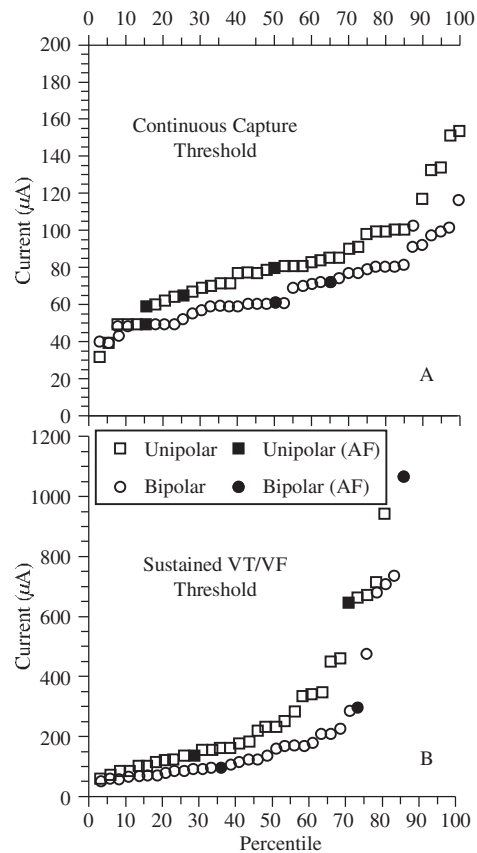 0 10 20 30 40 50 60 70 80 90 100
200
180
160
140
120
100
80
60
40
20
0
Current (μA)
Continuous Capture
Threshold
A
1200
1000
800
600
400
200
0
Current (μA)
Unipolar Unipolar (AF)
Bipolar Bipolar (AF)
Sustained VT/VF
Threshold
B
0 10 20 30 40 50 60 70 80 90 100
Percentile